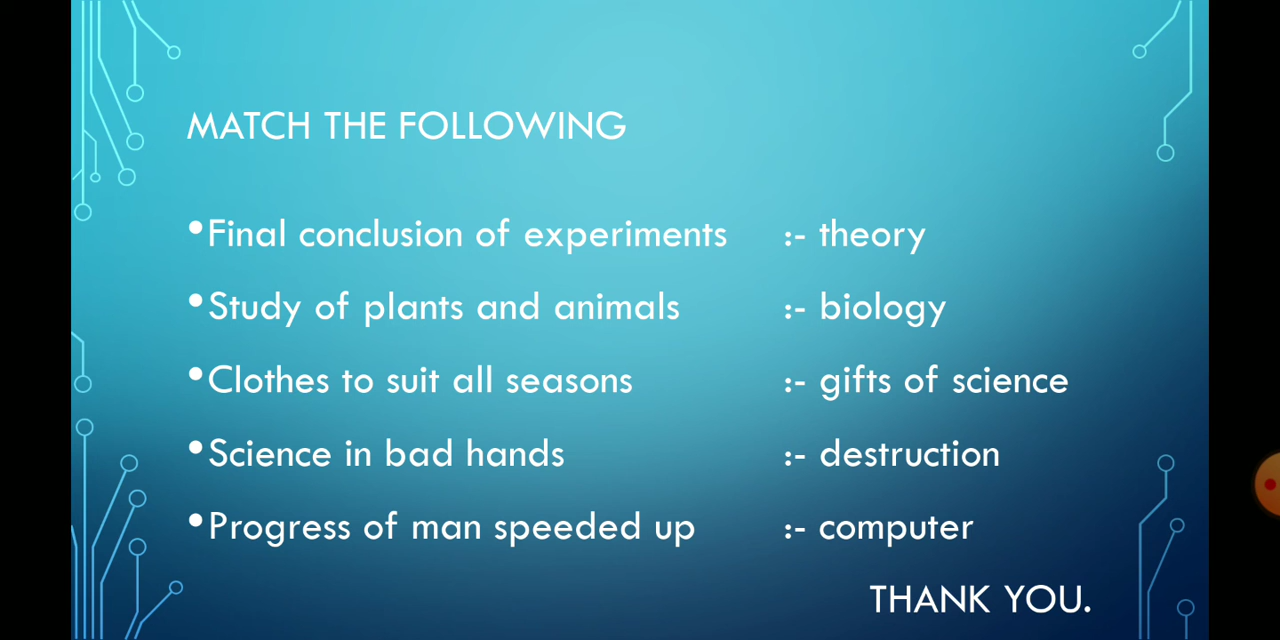 MATCH THE FOLLOWING
•Final conclusion of experiments :- theory
•Study of plants and animals :- biology
•Clothes to suit all seasons :- gifts of science
•Science in bad hands :- destruction
•Progress of man speeded up :- computer
THANK YOU.